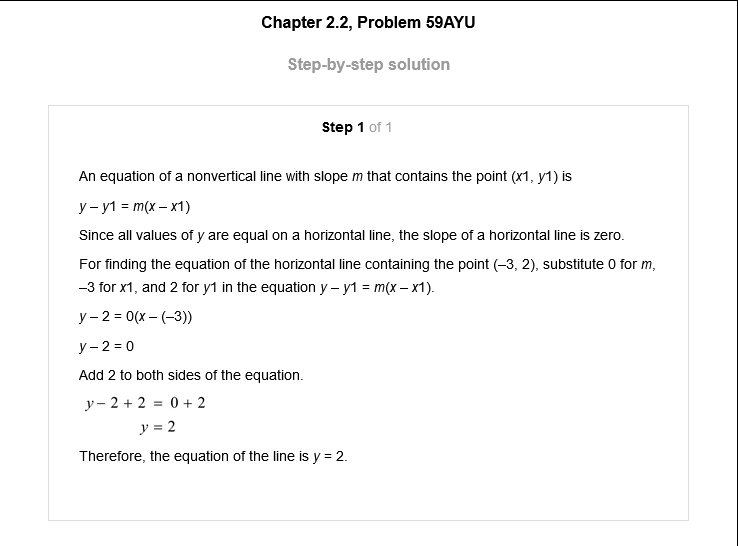 Chapter 2.2, Problem 59AYU
Step-by-step solution
Step 1 of 1
An equation of a nonvertical line with slope m that contains the point (x1, y1) is
y – y1 = m(x – x1)
Since all values of y are equal on a horizontal line, the slope of a horizontal line is zero.
For finding the equation of the horizontal line containing the point (–3, 2), substitute 0 for m,
–3 for x1, and 2 for y1 in the equation y – y1 = m(x – x1).
y – 2 = 0(x – (–3))
y – 2 = 0
Add 2 to both sides of the equation.
y – 2 + 2 = 0 + 2
y = 2
Therefore, the equation of the line is y = 2.